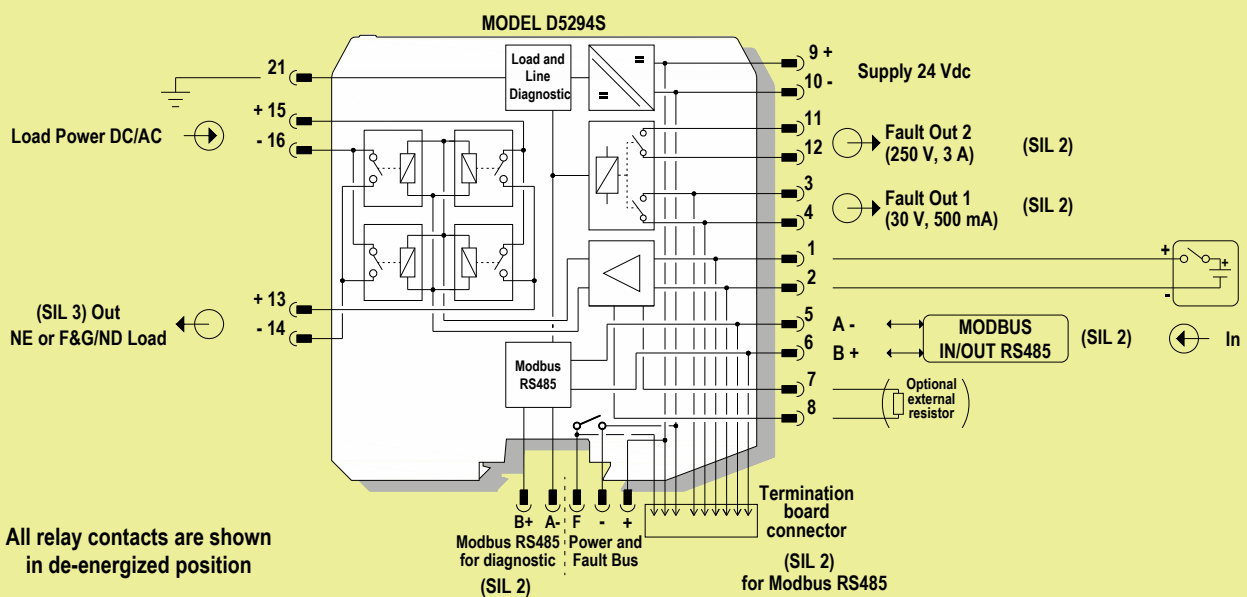 MODEL D5294S
21
+ 15
- 16
Load Power DC/AC
+ 13
- 14
(SIL 3) Out
NE or F&G/ND Load
Load and
Line
Diagnostic
=
=
Modbus
RS485
9 +
10 -
Supply 24 Vdc
11
12
Fault Out 2
(250 V, 3 A)
(SIL 2)
3
4
Fault Out 1
(30 V, 500 mA)
(SIL 2)
1
2
+
-
+
In
5
6
A -
B +
MODBUS
IN/OUT RS485
(SIL 2)
7
8
Optional
external
resistor
B+ A- F - +
Modbus RS485
for diagnostic
(SIL 2)
Power and
Fault Bus
Termination
board
connector
(SIL 2)
for Modbus RS485
All relay contacts are shown
in de-energized position